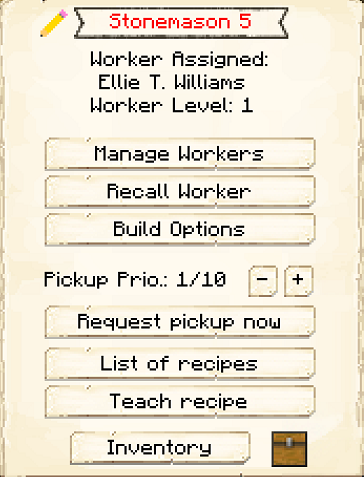 Stonemason 5
Worker Assigned:
Ellie T. Williams
Worker Level: 1
Manage Workers
Recall Worker
Build Options
Pickup Prio.: 1/10 - +
Request pickup now
List of recipes
Teach recipe
Inventory